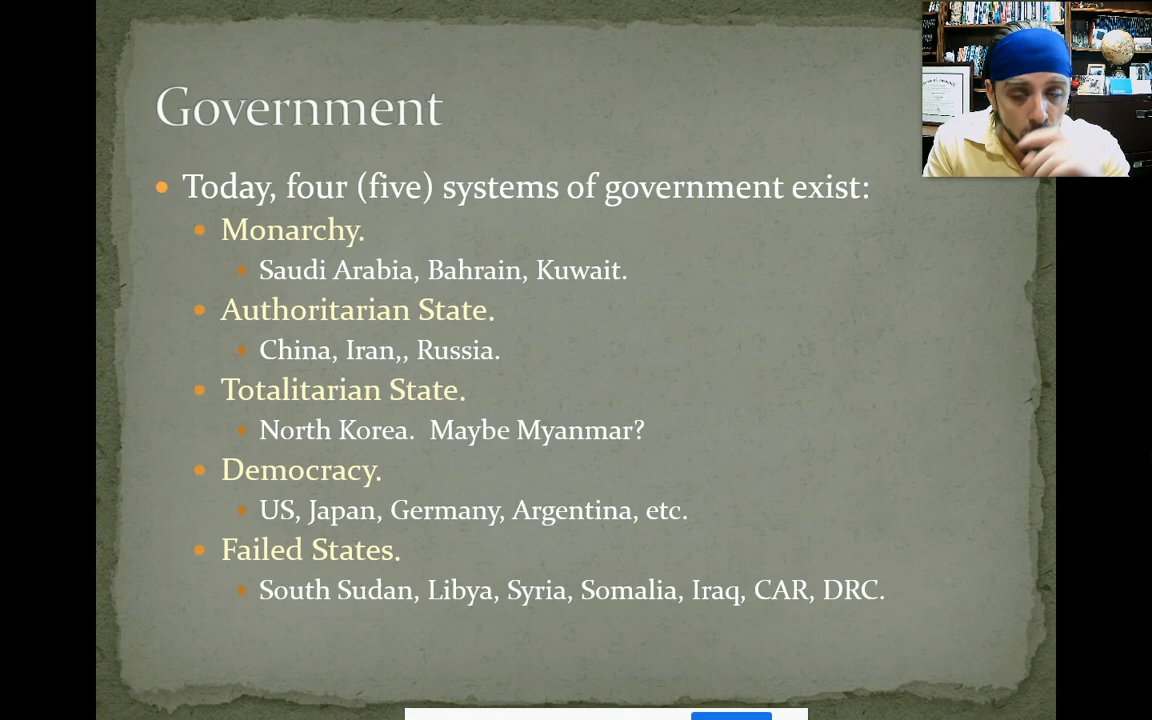 Government
Today, four (five) systems of government exist:
Monarchy.
Saudi Arabia, Bahrain, Kuwait.
Authoritarian State.
China, Iran,, Russia.
Totalitarian State.
North Korea.  Maybe Myanmar?
Democracy.
US, Japan, Germany, Argentina, etc.
Failed States.
South Sudan, Libya, Syria, Somalia, Iraq, CAR, DRC.